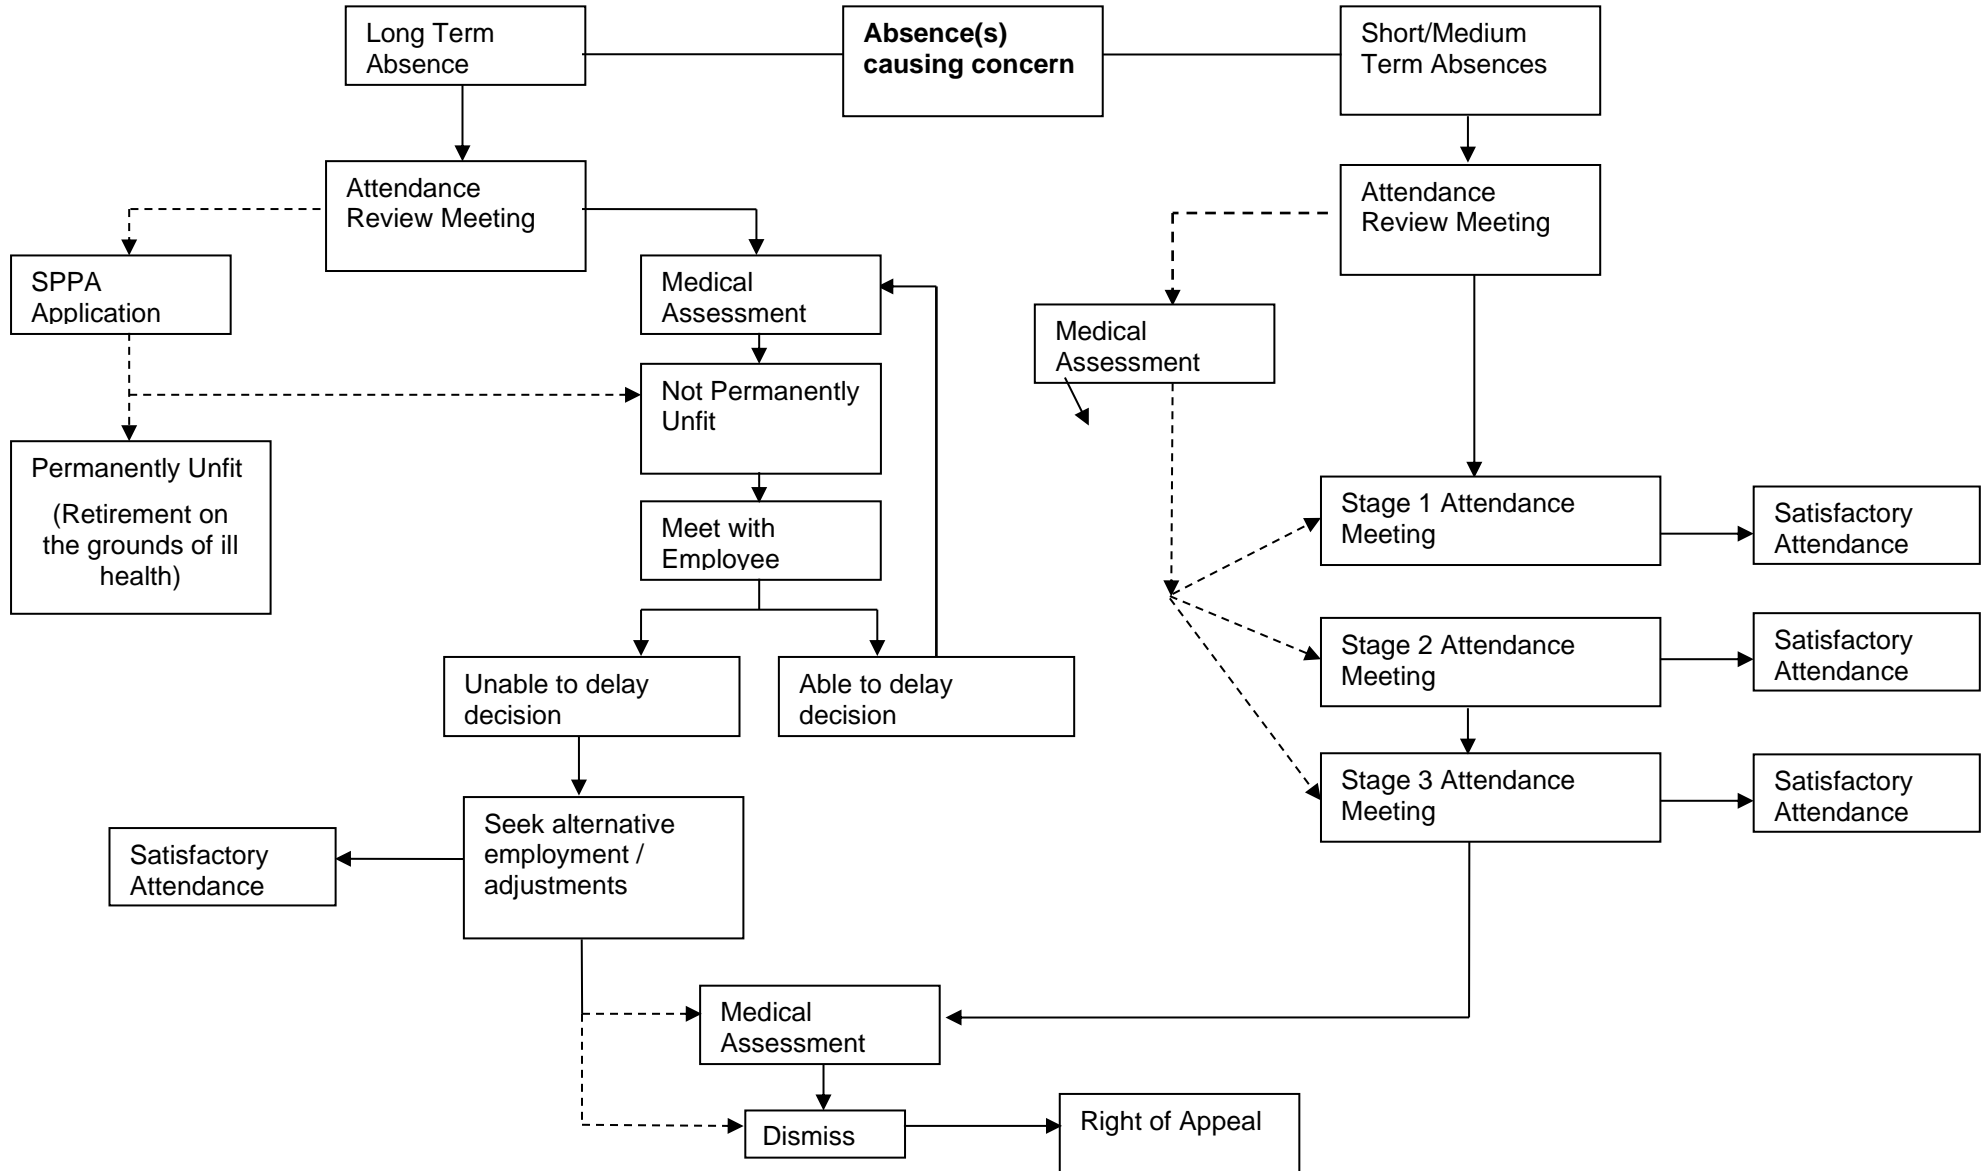 Long Term
Absence
Absence(s)
causing concern
Short/Medium
Term Absences
Attendance
Review Meeting
Attendance
Review Meeting
SPPA
Application
Medical
Assessment
Medical
Assessment
Not Permanently
Unfit
Permanently Unfit
(Retirement on
the grounds of ill
health)
Meet with
Employee
Stage 1 Attendance
Meeting
Satisfactory
Attendance
Stage 2 Attendance
Meeting
Satisfactory
Attendance
Unable to delay
decision
Able to delay
decision
Stage 3 Attendance
Meeting
Satisfactory
Attendance
Seek alternative
employment /
adjustments
Satisfactory
Attendance
Medical
Assessment
Dismiss
Right of Appeal